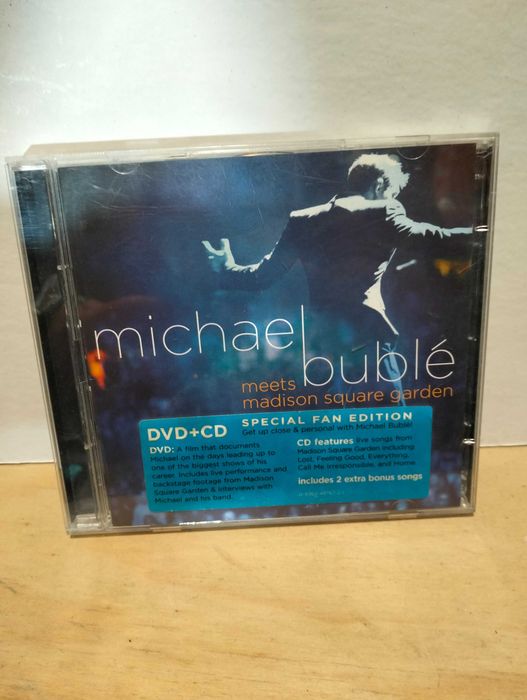 michael
bublé
meets
madison square garden
DVD+CD
SPECIAL FAN EDITION
Get up close & personal with Michael Bublé!
DVD: A film that documents
Michael on the days leading up to
one of the biggest shows of his
career. Includes live performance and
backstage footage from Madison
Square Garden & interviews with
Michael and his band.
CD features live songs from
Madison Square Garden including
Lost, Feeling Good, Everything,
Call Me Irresponsible, and Home
includes 2 extra bonus songs